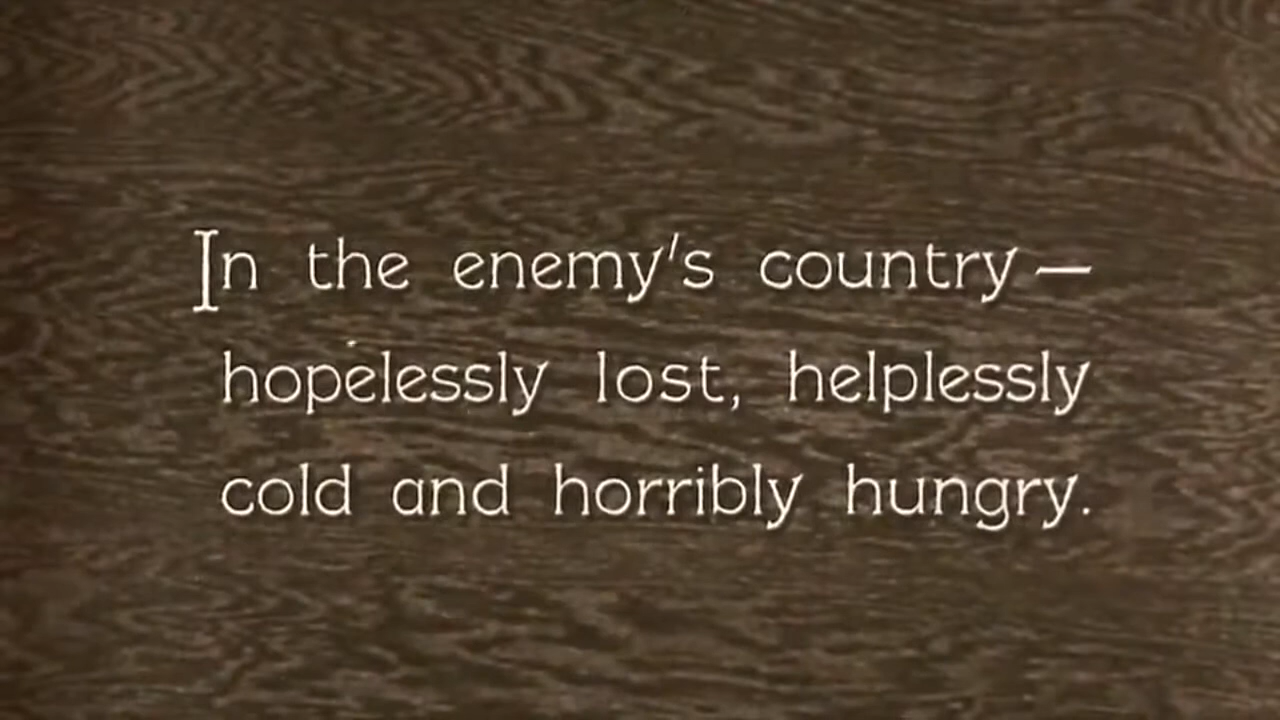 In the enemy's country —
hopelessly lost, helplessly
cold and horribly hungry.